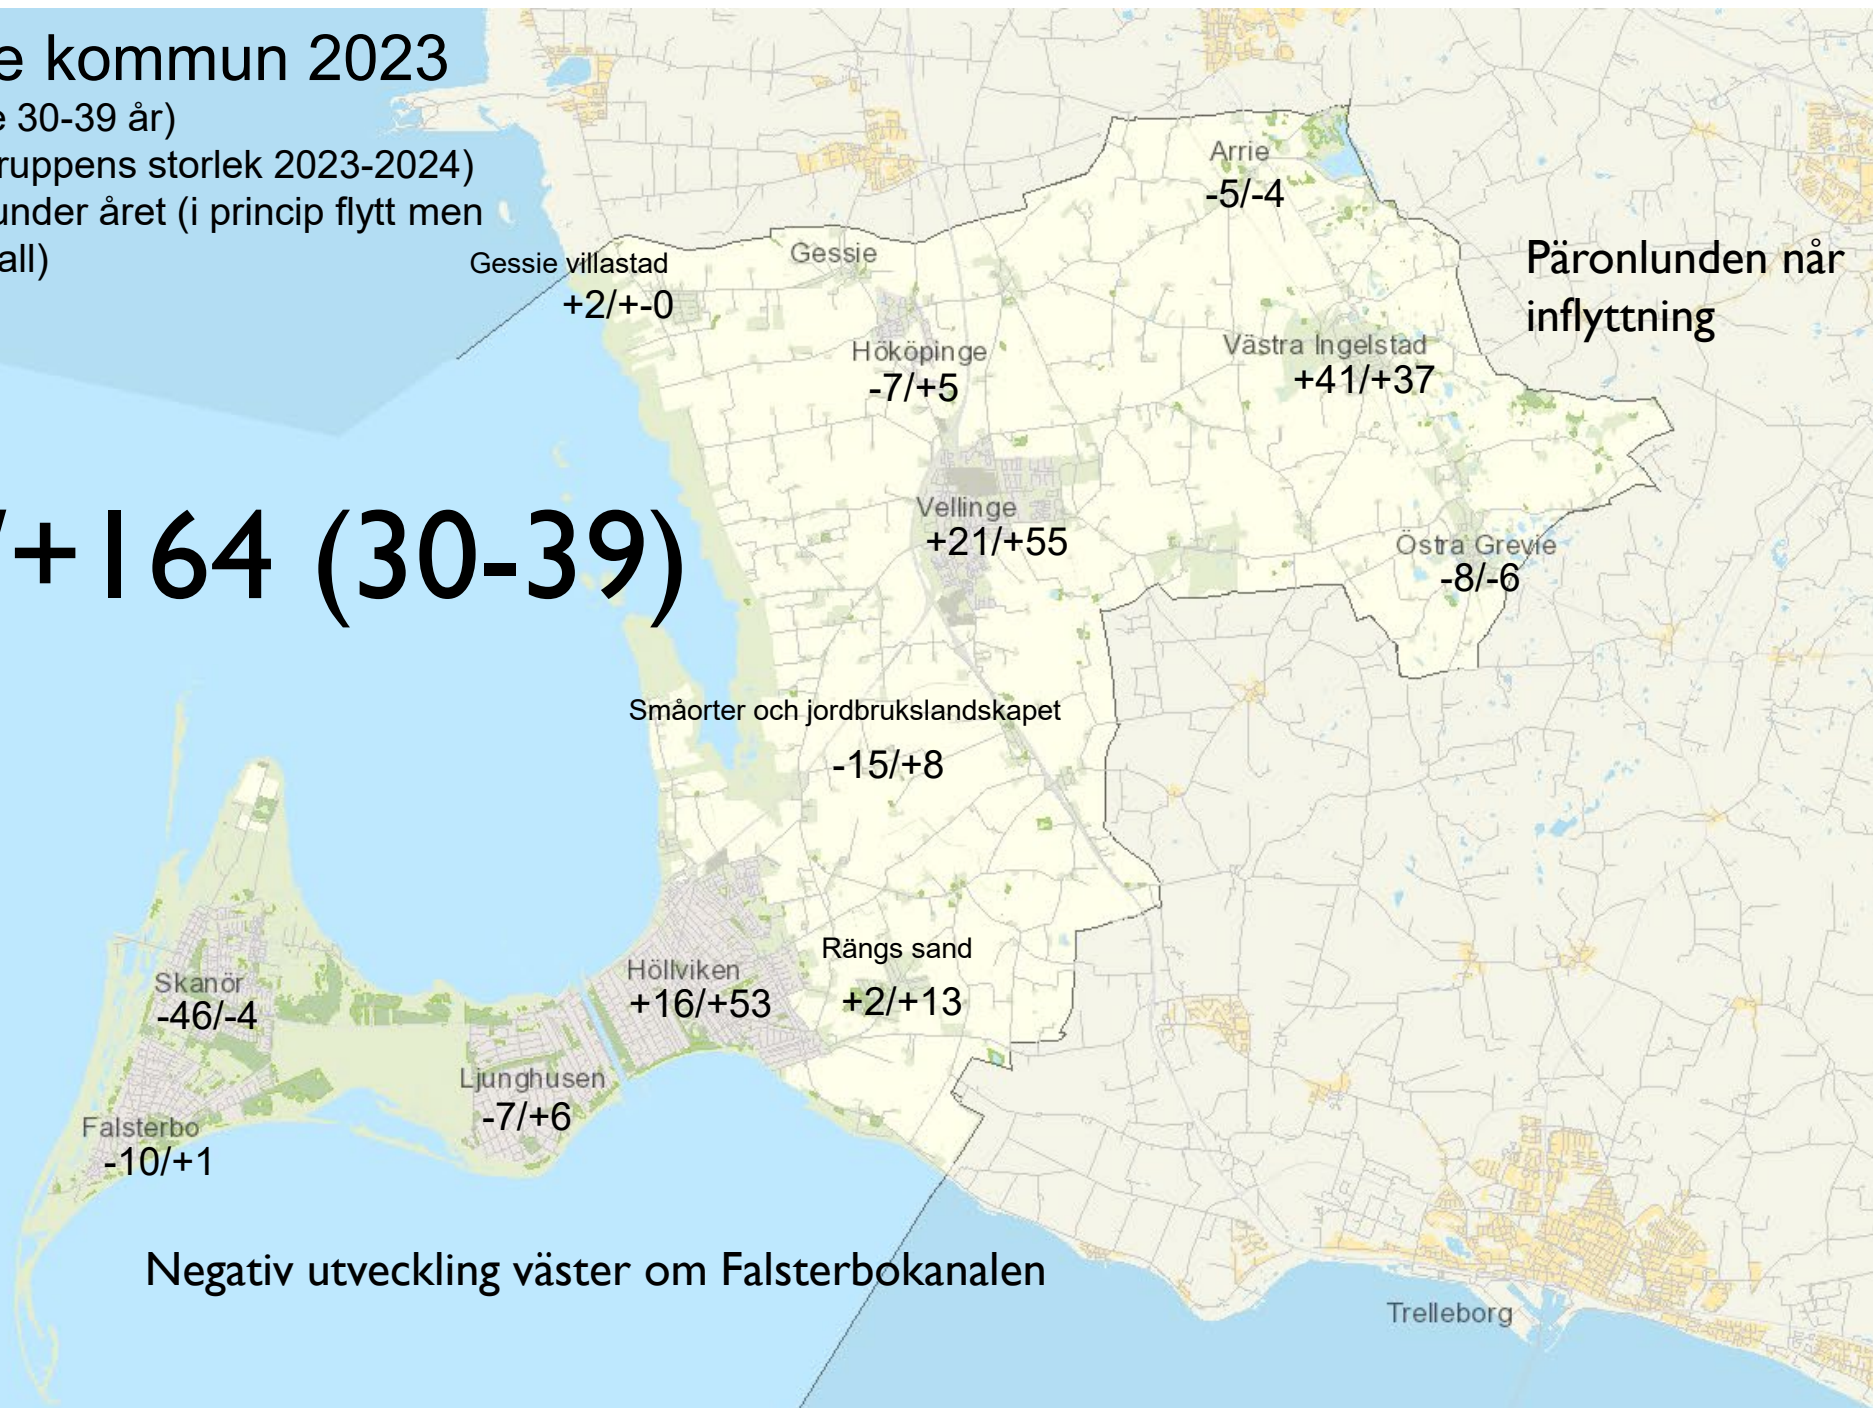 e kommun 2023
e 30-39 år)
ruppens storlek 2023-2024)
under året (i princip flytt men
all)
Arrie
-5/-4
Gessie villastad
+2/+-0
Gessie
Päronlunden når
inflyttning
Hököpinge
-7/+5
Västra Ingelstad
+41/+37
/+164 (30-39)
Vellinge
+21/+55
Östra Grevie
-8/-6
Småorter och jordbrukslandskapet
-15/+8
Rängs sand
+2/+13
Höllviken
+16/+53
Skanör
-46/-4
Ljunghusen
-7/+6
Falsterbo
-10/+1
Negativ utveckling väster om Falsterbokanalen
Trelleborg